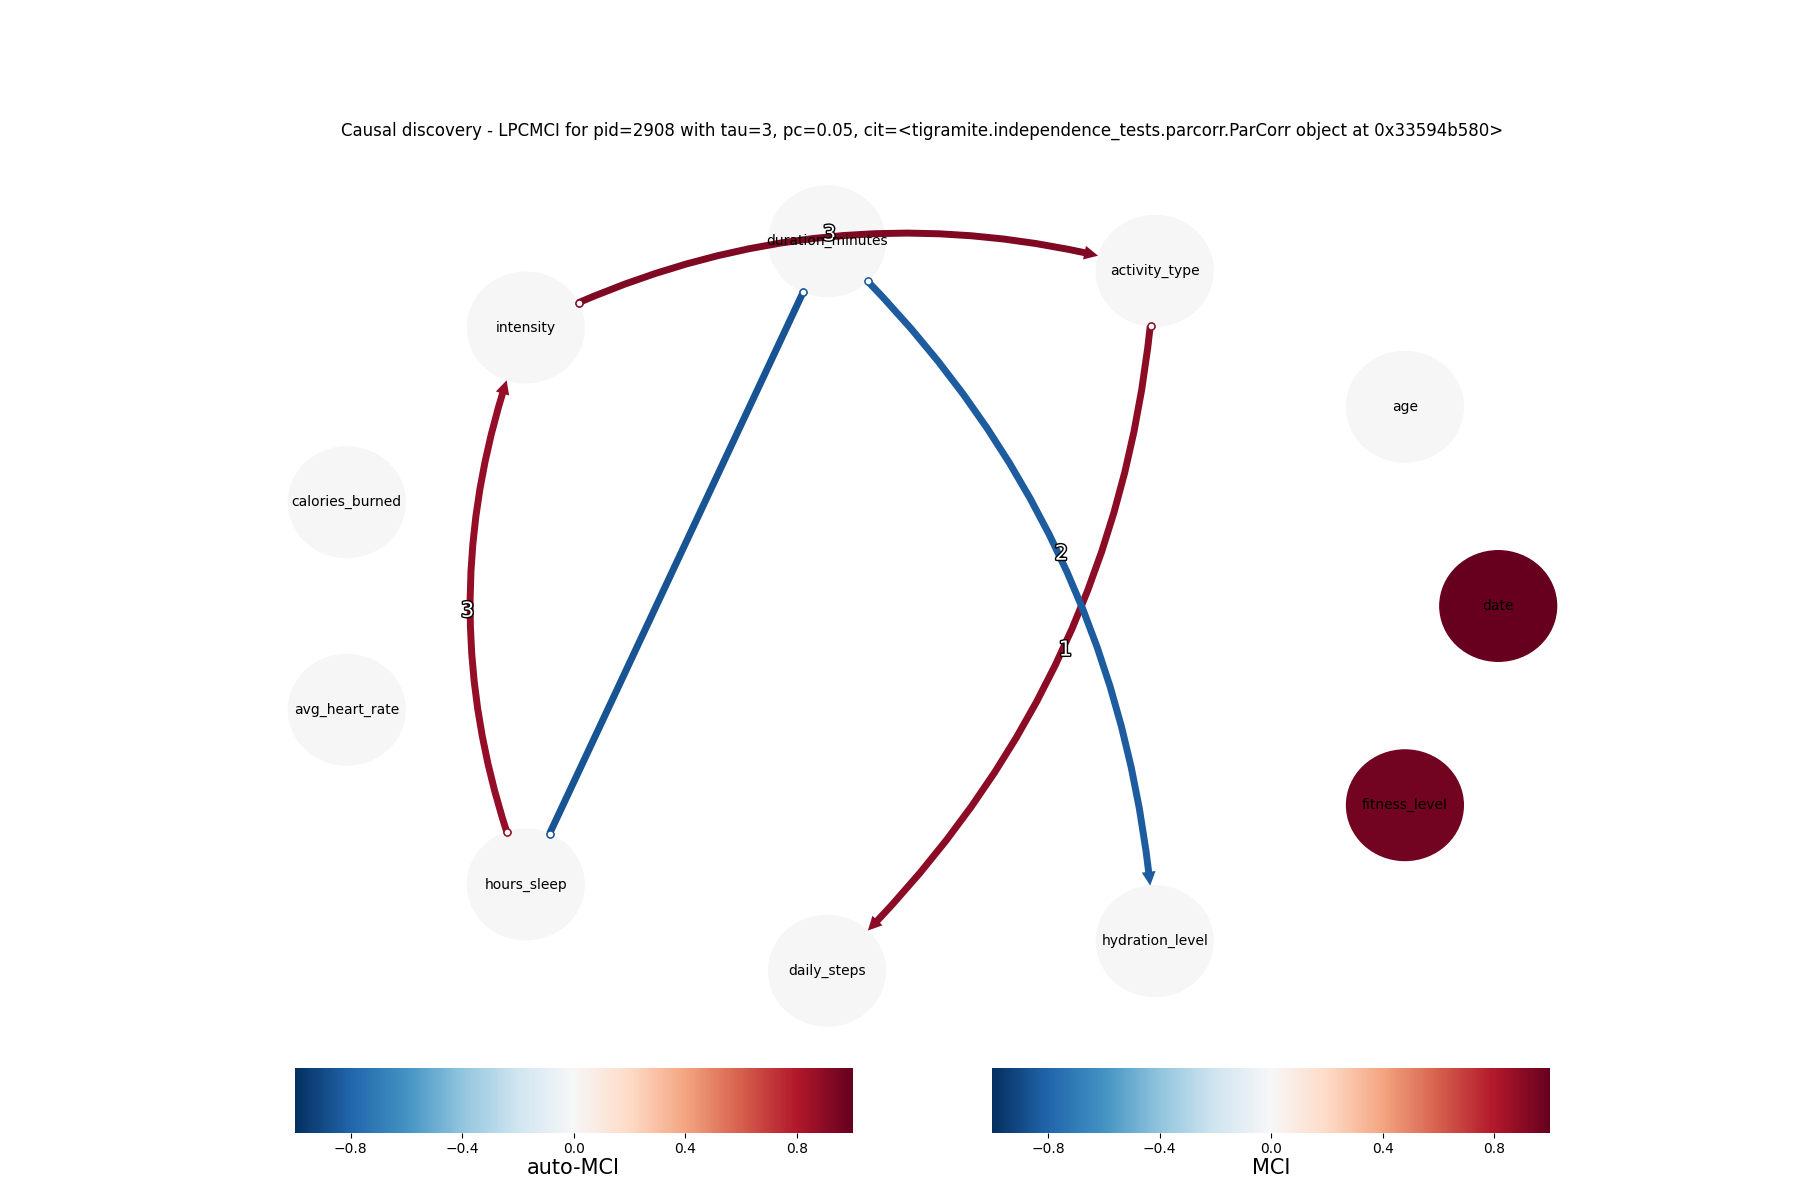 Causal discovery - LPCMCI for pid=2908 with tau=3, pc=0.05, cit=<tigramite.independence_tests.parcorr.ParCorr object at 0x33594b580>
3
duration_minutes
activity_type
intensity
age
calories_burned
2
date
3
1
avg_heart_rate
fitness_level
hours_sleep
hydration_level
daily_steps
−0.8 −0.4 0.0 0.4 0.8
auto-MCI
−0.8 −0.4 0.0 0.4 0.8
MCI